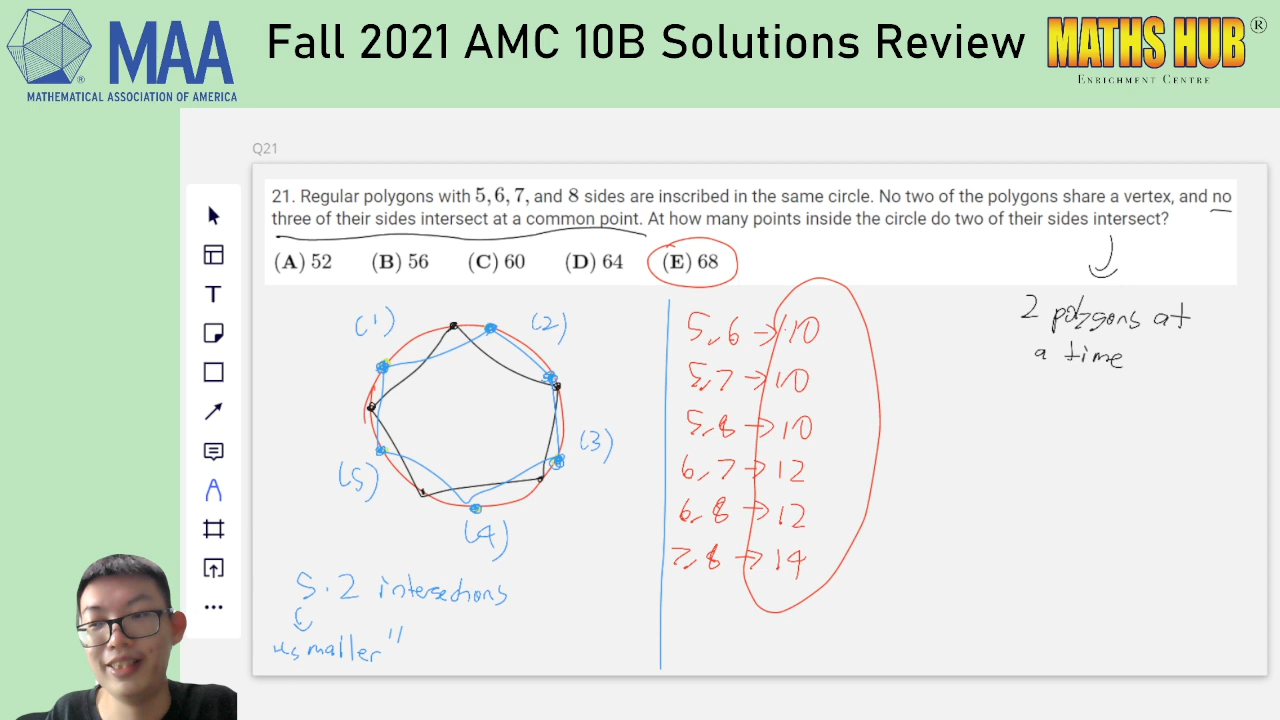 MAA
MATHEMATICAL ASSOCIATION OF AMERICA
Fall 2021 AMC 10B Solutions Review
MATHS HUB®
ENRICHMENT CENTRE
Q21
21. Regular polygons with 5, 6, 7, and 8 sides are inscribed in the same circle. No two of the polygons share a vertex, and no
three of their sides intersect at a common point. At how many points inside the circle do two of their sides intersect?
(A) 52 (B) 56 (C) 60 (D) 64 (E) 68
T
(1)
(2)
(3)
(4)
(5)
5.2 intersections
"smaller"
5,6 → 10
5,7 → 10
5,8 → 10
6,7 → 12
6,8 → 12
7,8 → 14
2 polygons at
a time